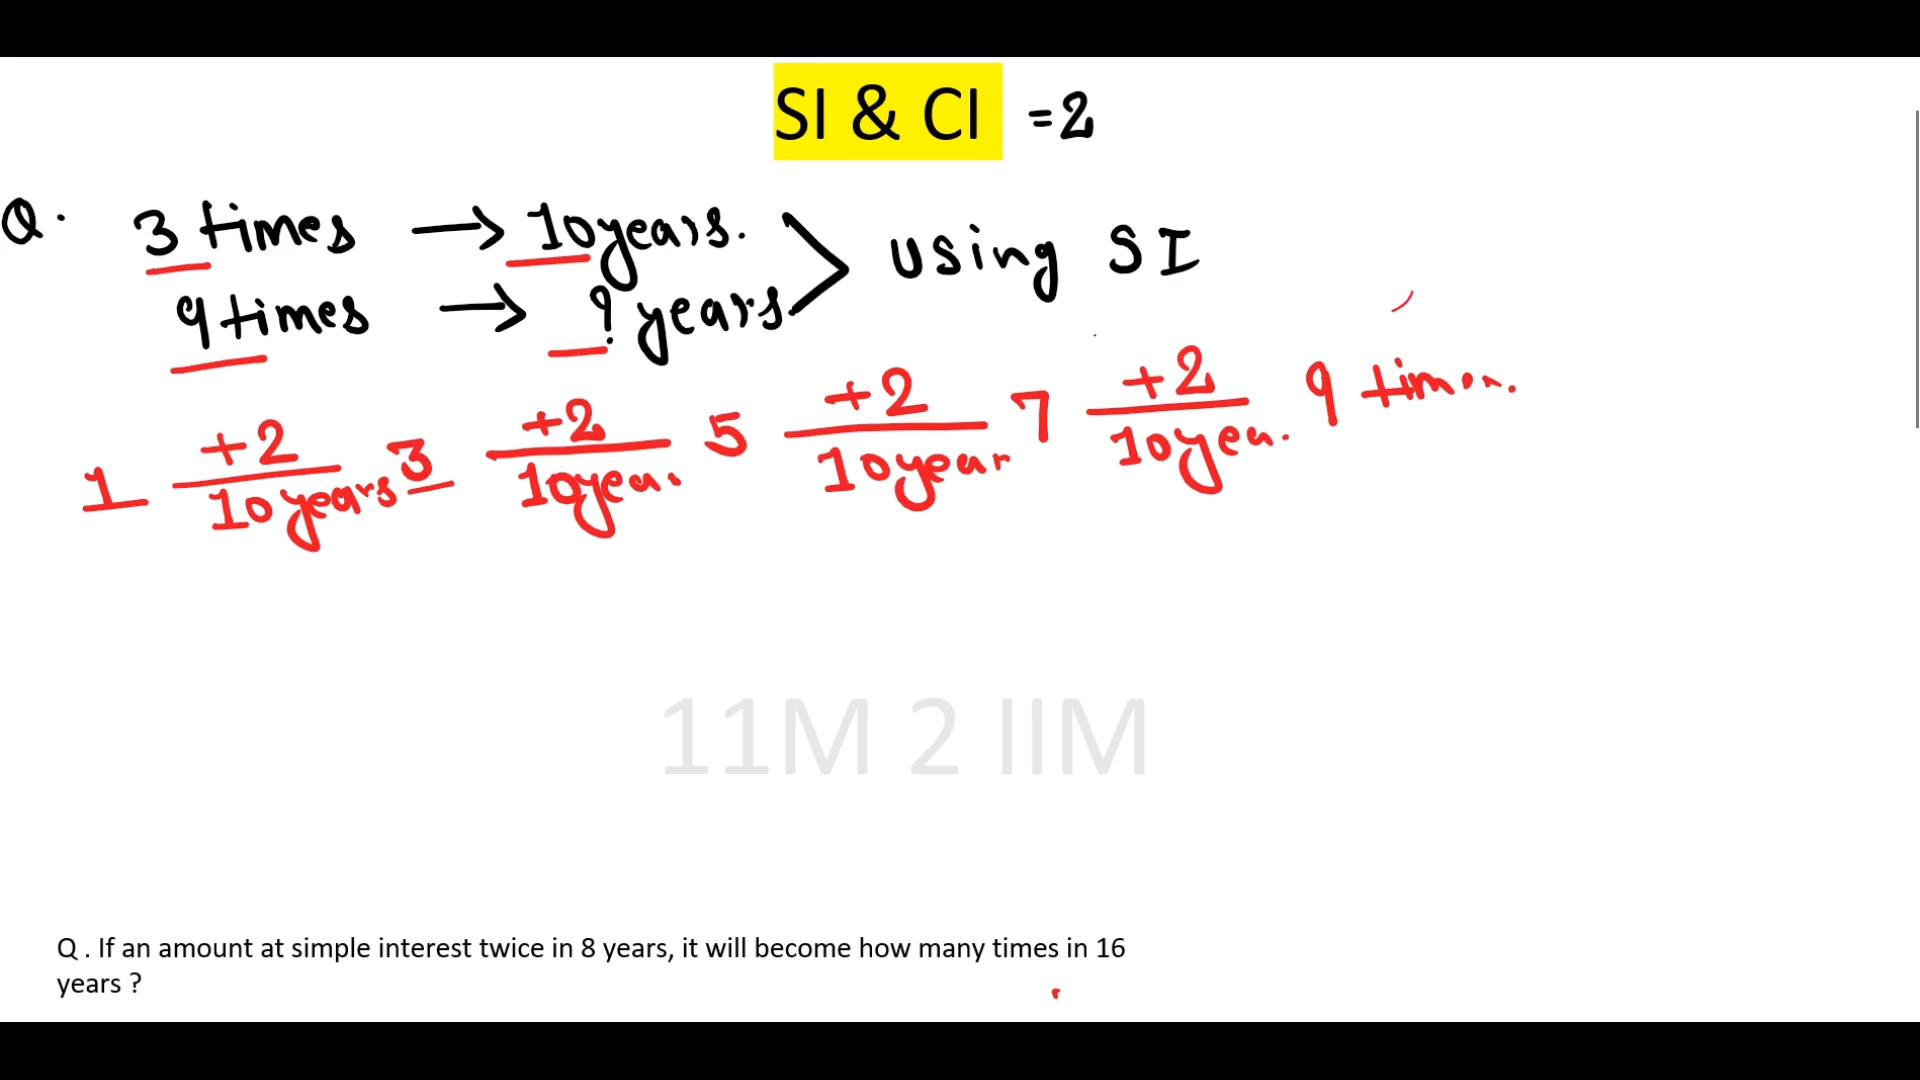 SI & CI = 2
Q. 3 times → 10 years.
9 times → ? years.
using SI
1 +2/10 years 3 +2/10 yea. 5 +2/10 year 7 +2/10 yea. 9 times.
11M 2 IIM
Q . If an amount at simple interest twice in 8 years, it will become how many times in 16
years ?